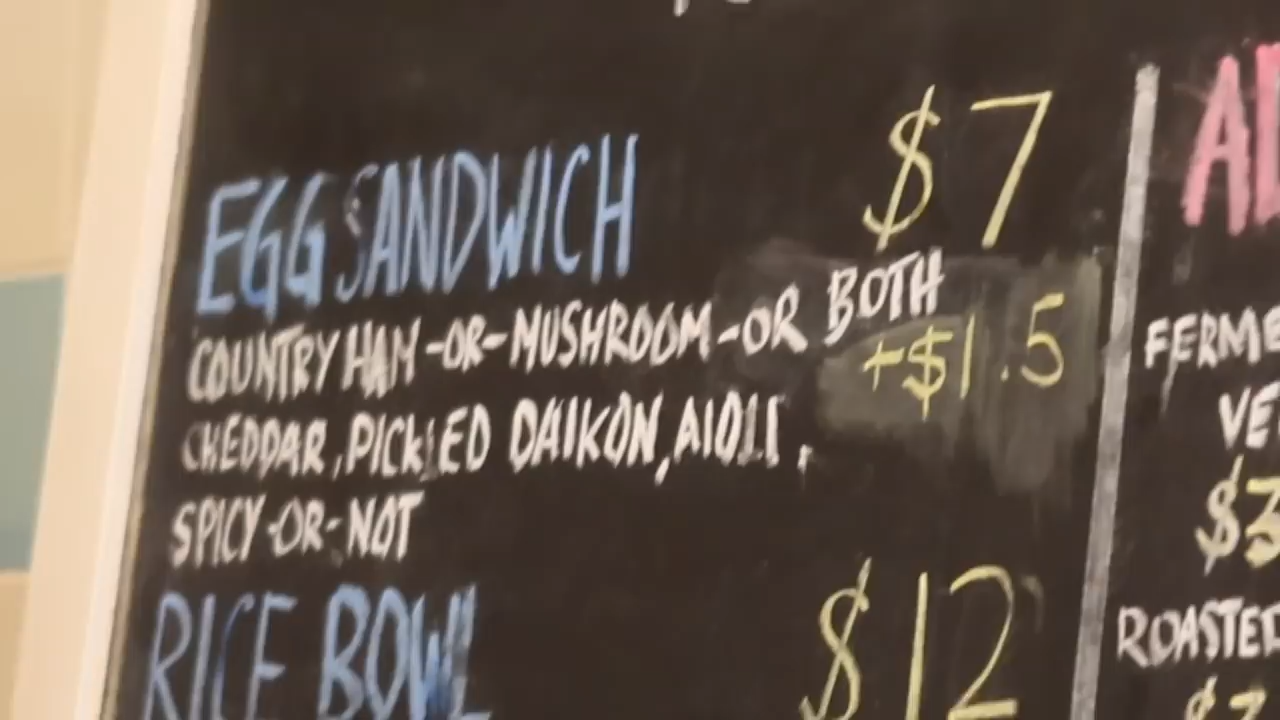 EGG SANDWICH $7
COUNTRY HAM -OR- MUSHROOM -OR BOTH
+$1.5
CHEDDAR, PICKLED DAIKON, AIOLI,
SPICY -OR- NOT
RICE BOWL $12
ROASTED